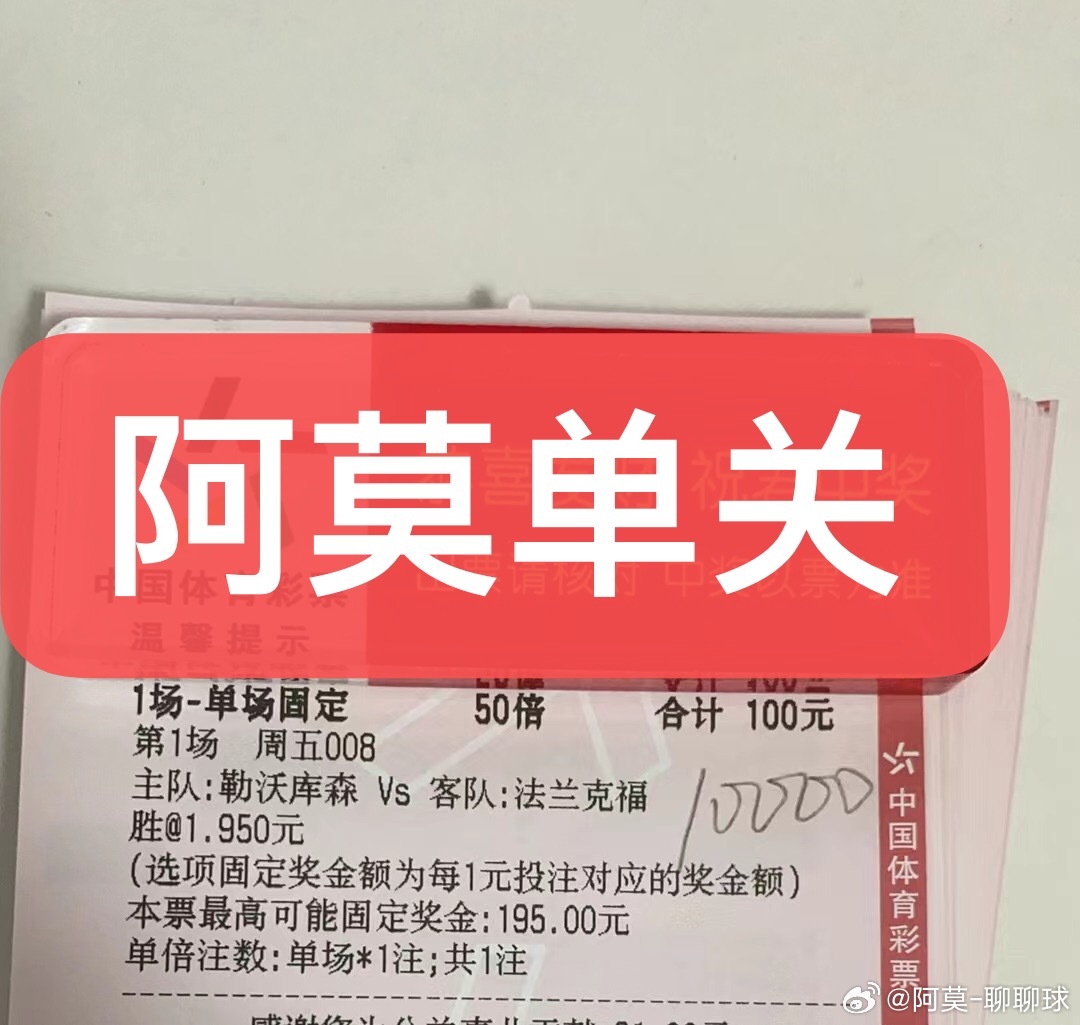 阿莫单关
中国体育彩票
温馨提示
1场-单场固定 50倍 合计 100元
第1场 周五008
主队:勒沃库森 Vs 客队:法兰克福
胜@1.950元
(选项固定奖金额为每1元投注对应的奖金额)
本票最高可能固定奖金:195.00元
单倍注数:单场*1注;共1注
10000
中国体育彩票
@阿莫-聊聊球